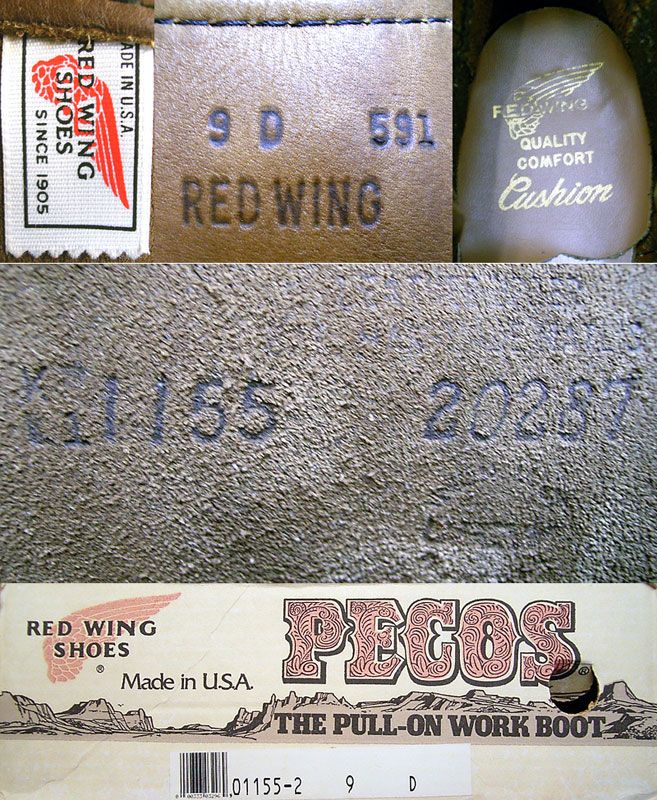 MADE IN U.S.A.
RED WING
SHOES
SINCE 1905
9 D 591
RED WING
RED WING
QUALITY
COMFORT
Cushion
1155 20287
RED WING
SHOES
®
Made in U.S.A.
PECOS
®
THE PULL-ON WORK BOOT
01155-2 9 D